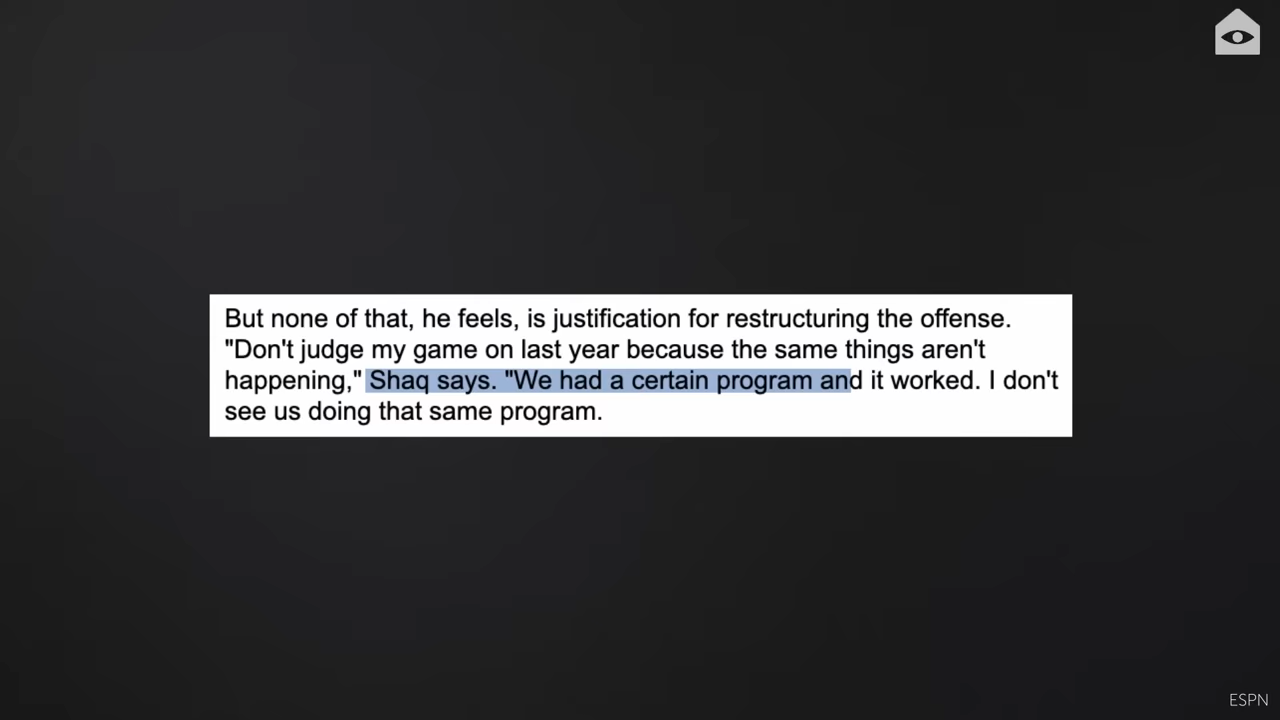 But none of that, he feels, is justification for restructuring the offense.
"Don't judge my game on last year because the same things aren't
happening," Shaq says. "We had a certain program and it worked. I don't
see us doing that same program.
ESPN